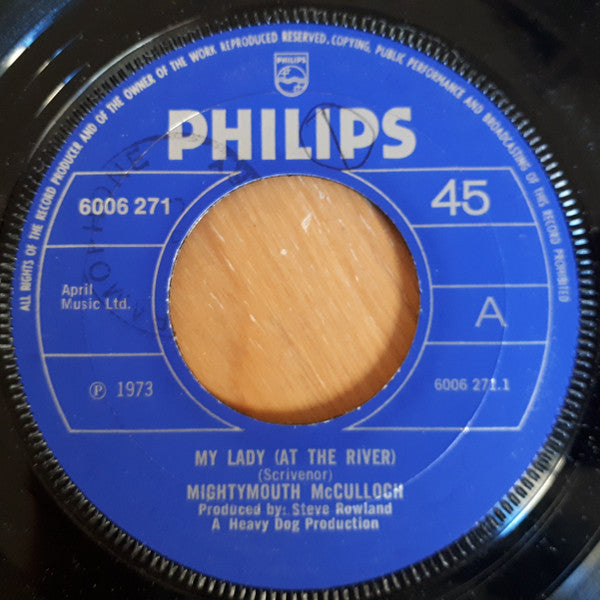 ALL RIGHTS OF THE RECORD PRODUCER AND OF THE OWNER OF THE WORK REPRODUCED RESERVED. COPYING, PUBLIC PERFORMANCE AND BROADCASTING OF THIS RECORD PROHIBITED
PHILIPS
PHILIPS
6006 271
45
April
Music Ltd.
A
℗ 1973
6006 271.1
MY LADY (AT THE RIVER)
(Scrivenor)
MIGHTYMOUTH McCULLOCH
Produced by: Steve Rowland
A Heavy Dog Production